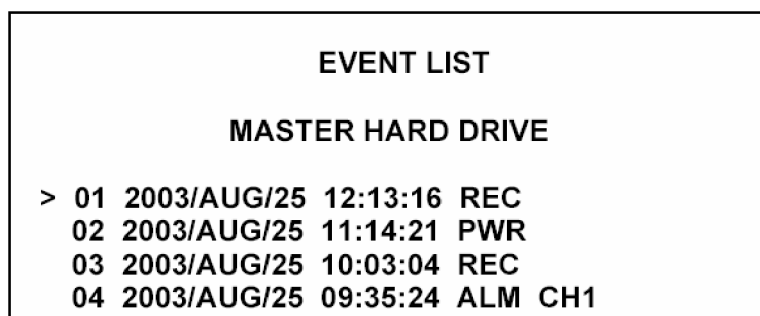 EVENT LIST
MASTER HARD DRIVE
> 01 2003/AUG/25 12:13:16 REC
02 2003/AUG/25 11:14:21 PWR
03 2003/AUG/25 10:03:04 REC
04 2003/AUG/25 09:35:24 ALM CH1